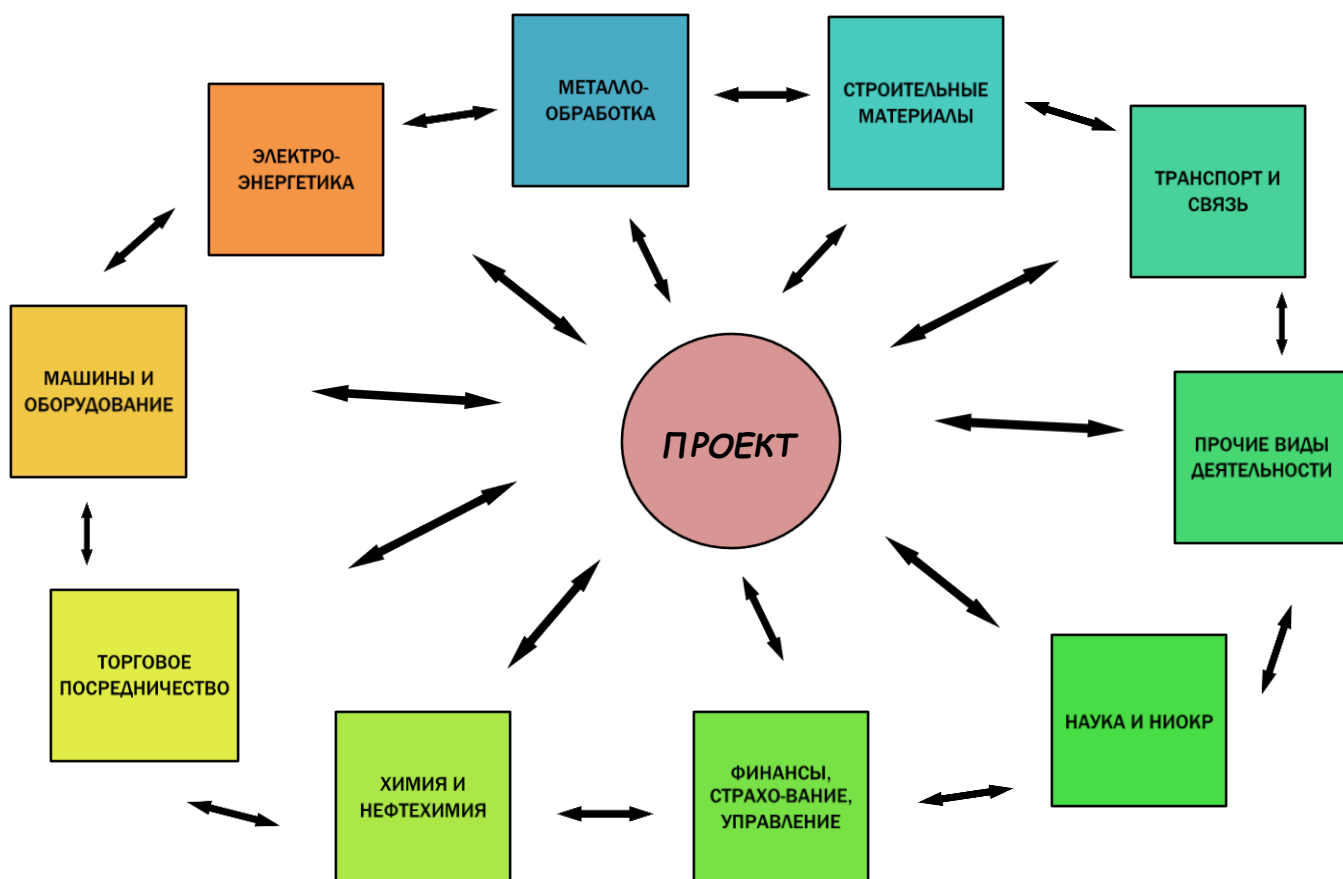 МЕТАЛЛО-
ОБРАБОТКА
СТРОИТЕЛЬНЫЕ
МАТЕРИАЛЫ
ЭЛЕКТРО-
ЭНЕРГЕТИКА
ТРАНСПОРТ И
СВЯЗЬ
МАШИНЫ И
ОБОРУДОВАНИЕ
ПРОЕКТ
ПРОЧИЕ ВИДЫ
ДЕЯТЕЛЬНОСТИ
ТОРГОВОЕ
ПОСРЕДНИЧЕСТВО
НАУКА И НИОКР
ХИМИЯ И
НЕФТЕХИМИЯ
ФИНАНСЫ,
СТРАХО-ВАНИЕ,
УПРАВЛЕНИЕ